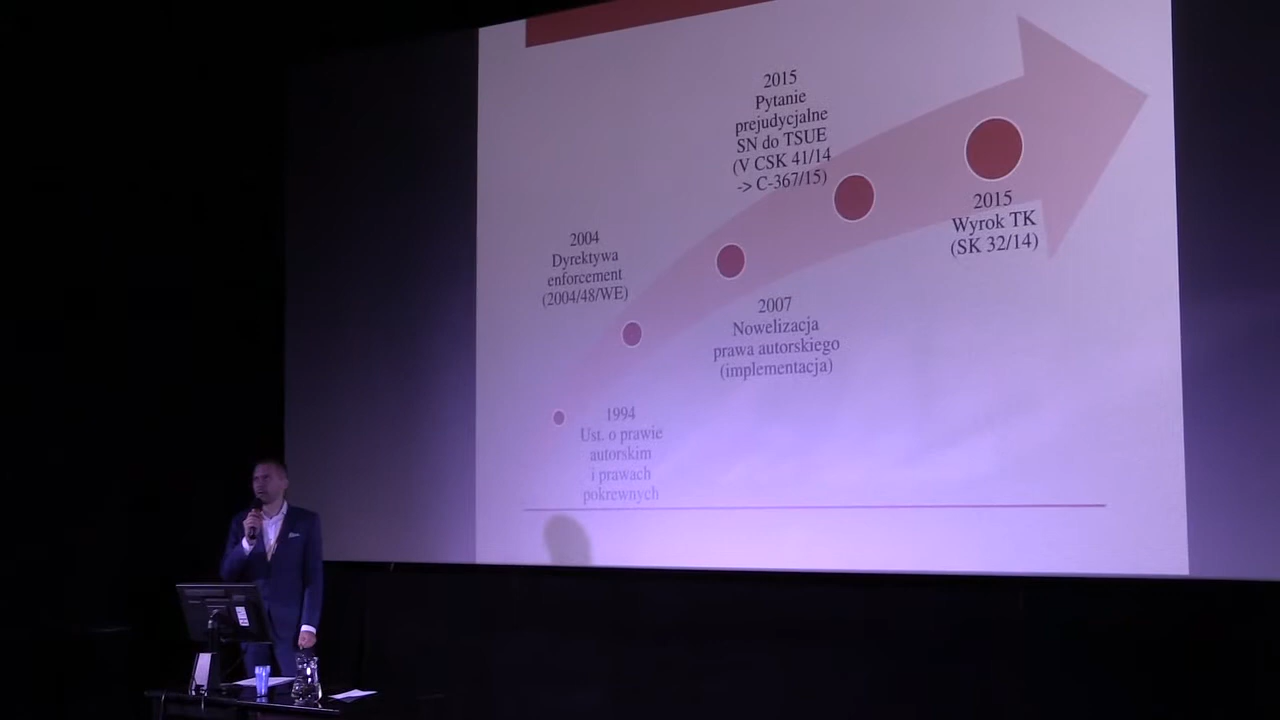 1994
Ust. o prawie
autorskim
i prawach
pokrewnych
2004
Dyrektywa
enforcement
(2004/48/WE)
2007
Nowelizacja
prawa autorskiego
(implementacja)
2015
Pytanie
prejudycjalne
SN do TSUE
(V CSK 41/14
-> C-367/15)
2015
Wyrok TK
(SK 32/14)